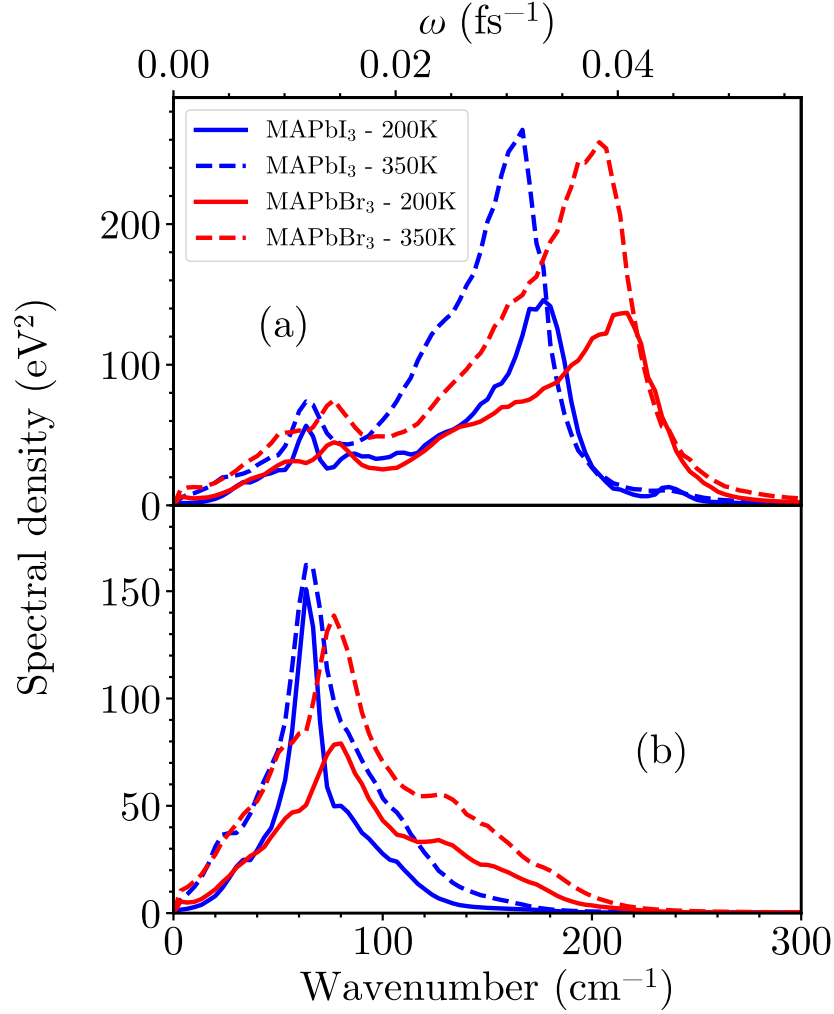 ω (fs⁻¹)
0.00 0.02 0.04
MAPbI₃ - 200K
MAPbI₃ - 350K
MAPbBr₃ - 200K
MAPbBr₃ - 350K
200
(a)
100
0
Spectral density (eV²)
150
100
(b)
50
0
0 100 200 300
Wavenumber (cm⁻¹)